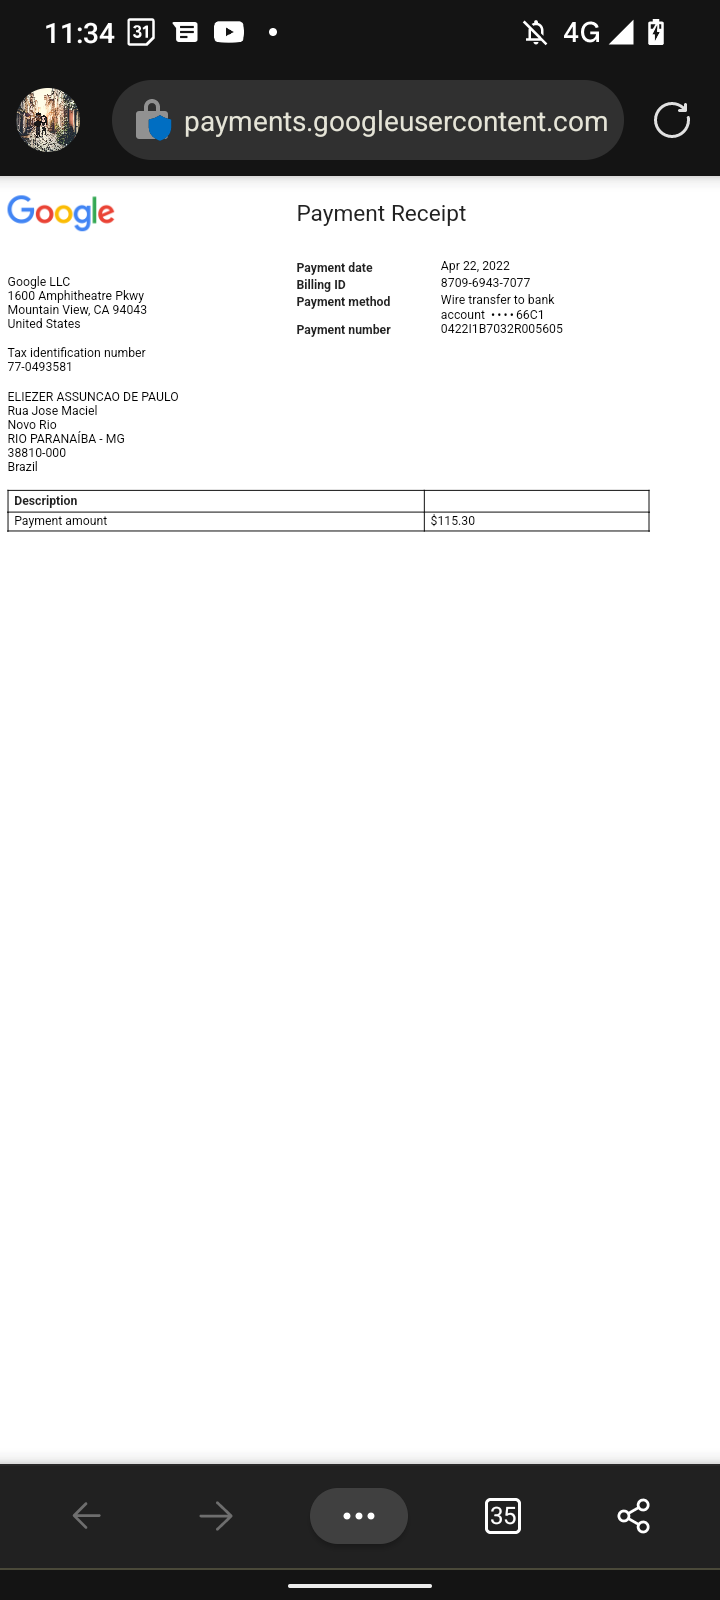 11:34 31 4G
payments.googleusercontent.com
Google
Payment Receipt
Google LLC
1600 Amphitheatre Pkwy
Mountain View, CA 94043
United States
Tax identification number
77-0493581
ELIEZER ASSUNCAO DE PAULO
Rua Jose Maciel
Novo Rio
RIO PARANAÍBA - MG
38810-000
Brazil
Payment date Apr 22, 2022
Billing ID 8709-6943-7077
Payment method Wire transfer to bank
account •••• 66C1
Payment number 0422I1B7032R005605
Description
Payment amount $115.30
35